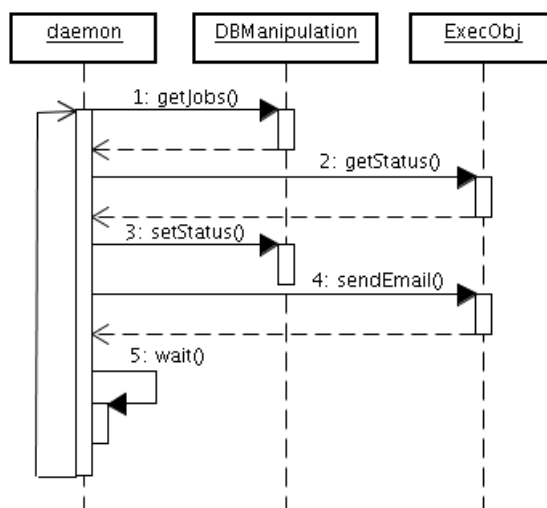 daemon
DBManipulation
ExecObj
1: getJobs()
2: getStatus()
3: setStatus()
4: sendEmail()
5: wait()